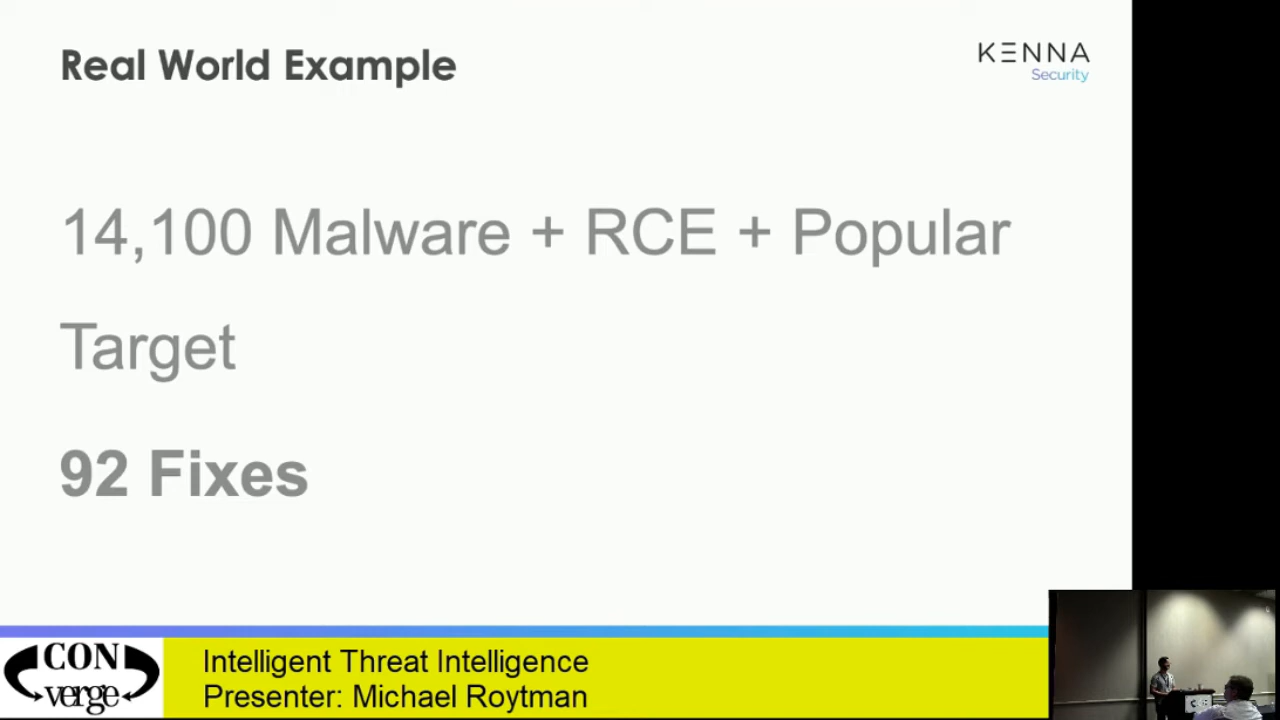 Real World Example
KENNA
Security
14,100 Malware + RCE + Popular
Target
92 Fixes
CON
verge
Intelligent Threat Intelligence
Presenter: Michael Roytman